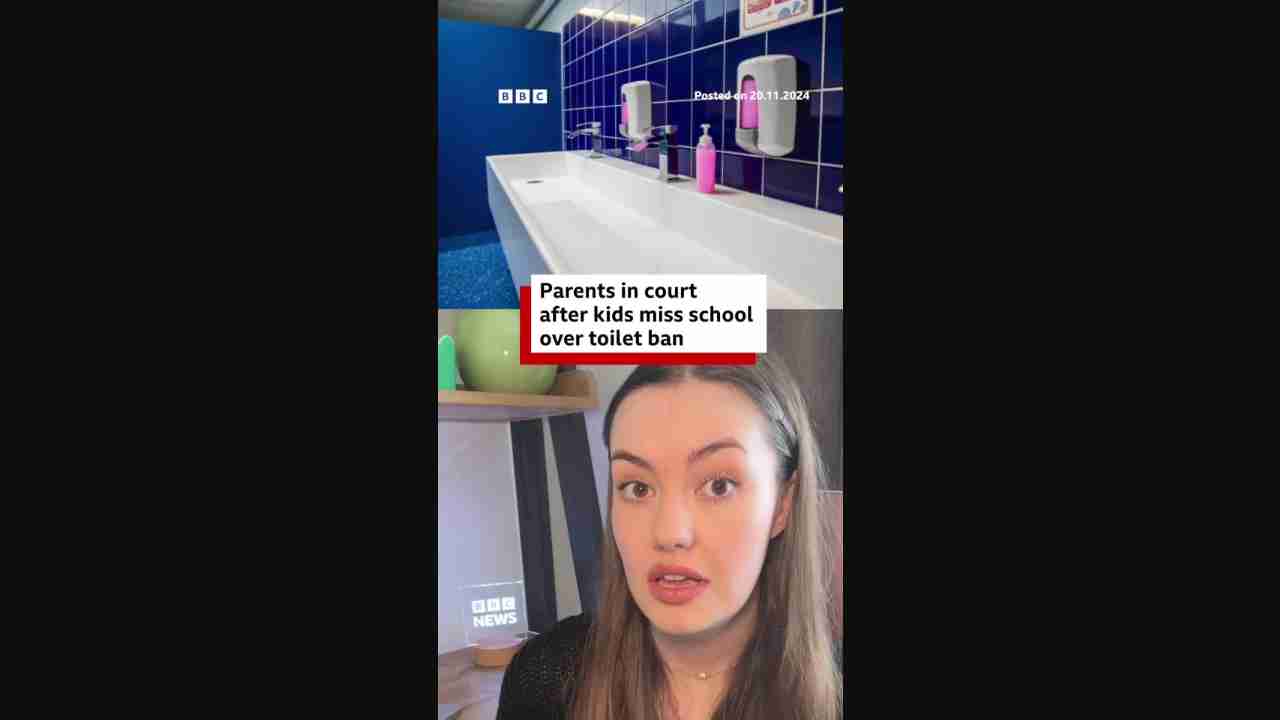 BBC
Posted on 20.11.2024
Parents in court
after kids miss school
over toilet ban
BBC
NEWS